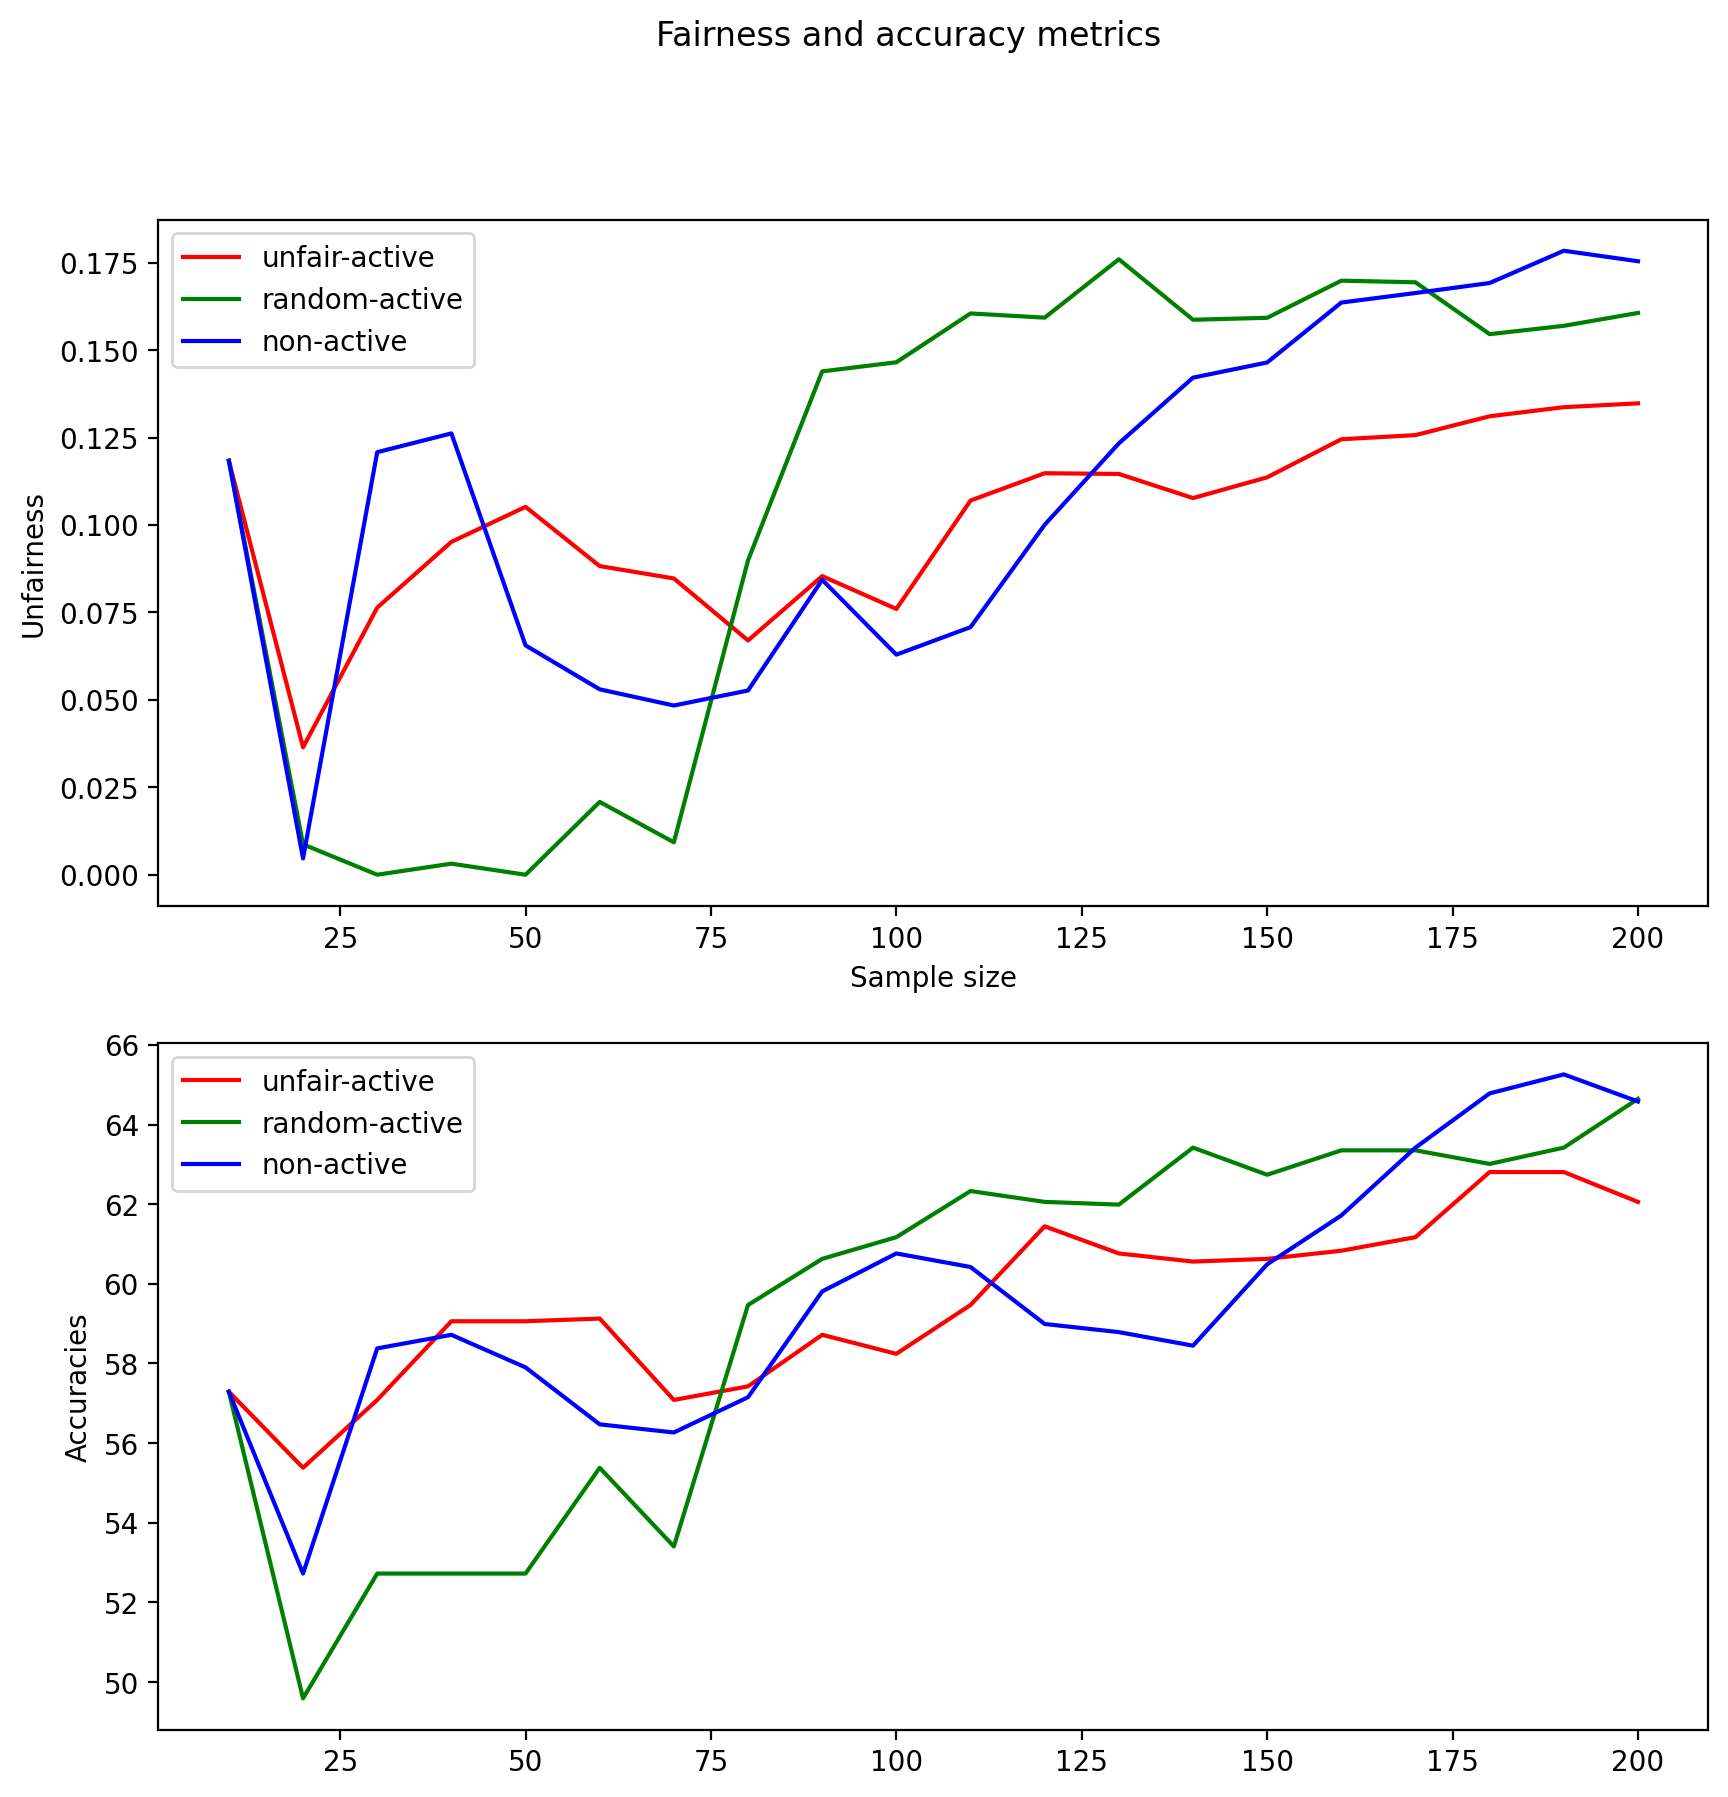 Fairness and accuracy metrics
unfair-active
random-active
non-active
Unfairness
0.175
0.150
0.125
0.100
0.075
0.050
0.025
0.000
25 50 75 100 125 150 175 200
Sample size
unfair-active
random-active
non-active
Accuracies
66
64
62
60
58
56
54
52
50
25 50 75 100 125 150 175 200